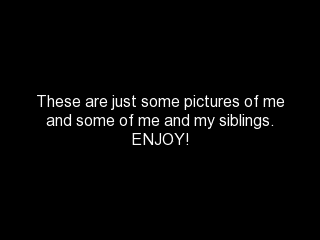 These are just some pictures of me
and some of me and my siblings.
ENJOY!